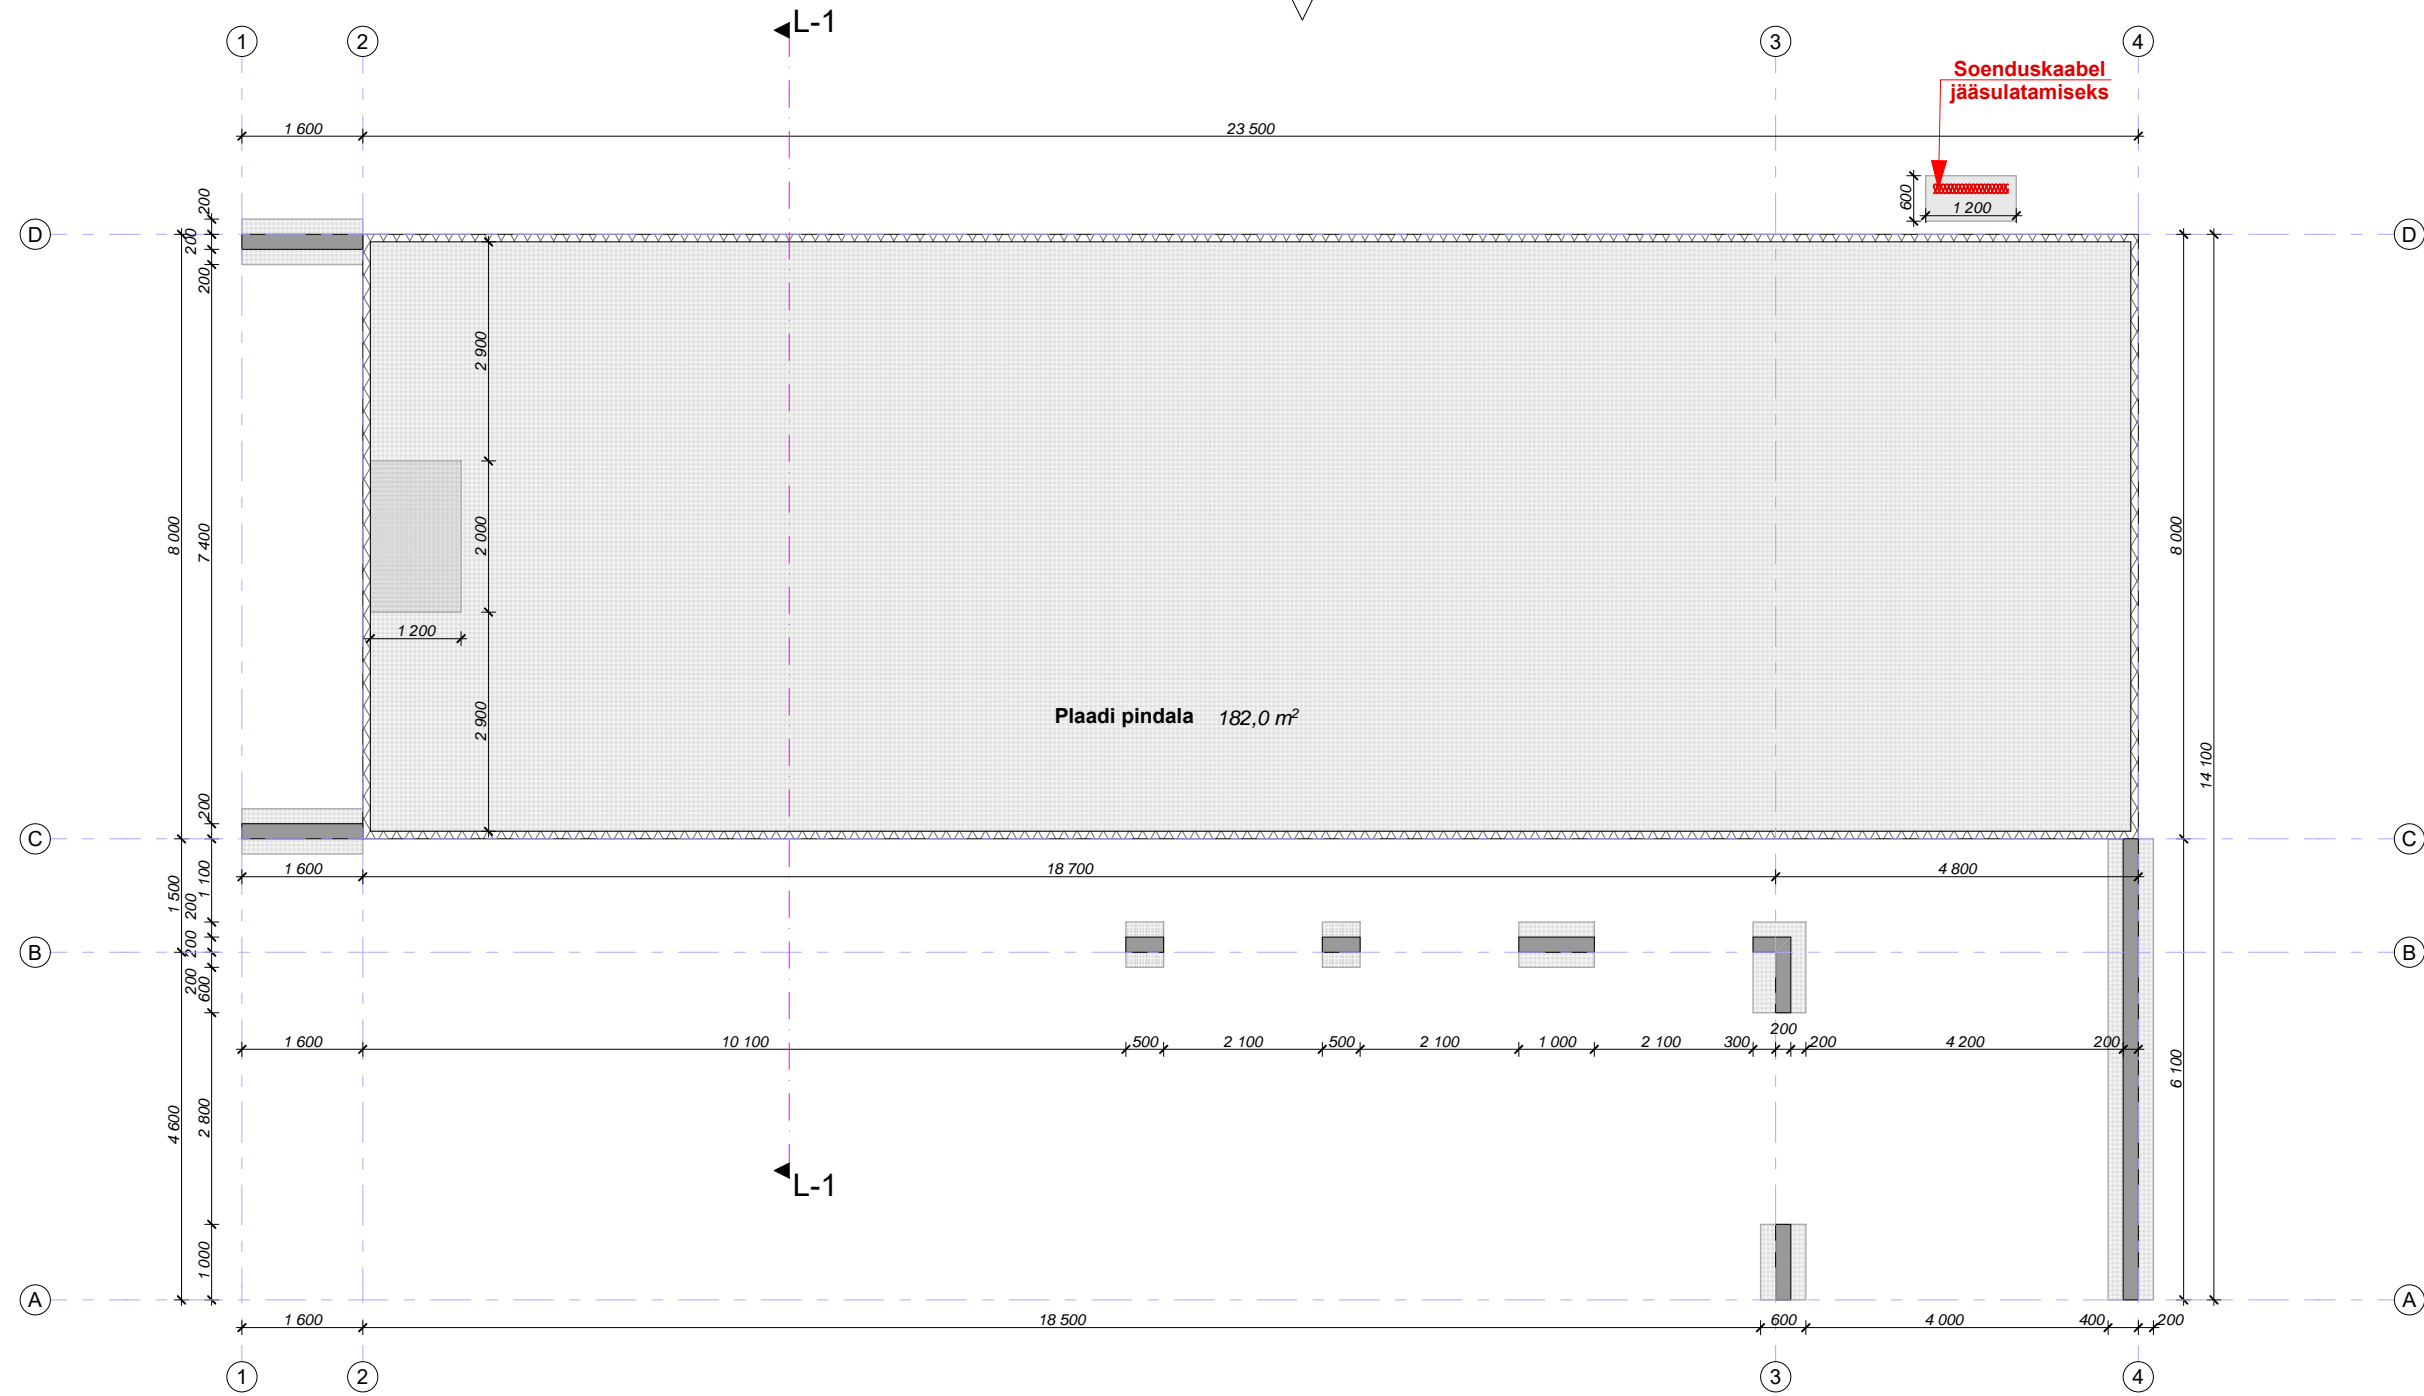 L-1
1 2 3 4
Soenduskaabel
jääsulatamiseks
1 600 23 500
200
600
1 200
D D
200
200
2 900
8 000
7 400
2 000
8 000
1 200
2 900
Plaadi pindala 182,0 m²
14 100
200
C C
1 600 18 700 4 800
1 500
1 100
200
B B
200
200
600
200
1 600 10 100 500 2 100 500 2 100 1 000 2 100 300 200 4 200 200
6 100
4 600
2 800
L-1
1 000
A A
1 600 18 500 600 4 000 400 200
1 2 3 4